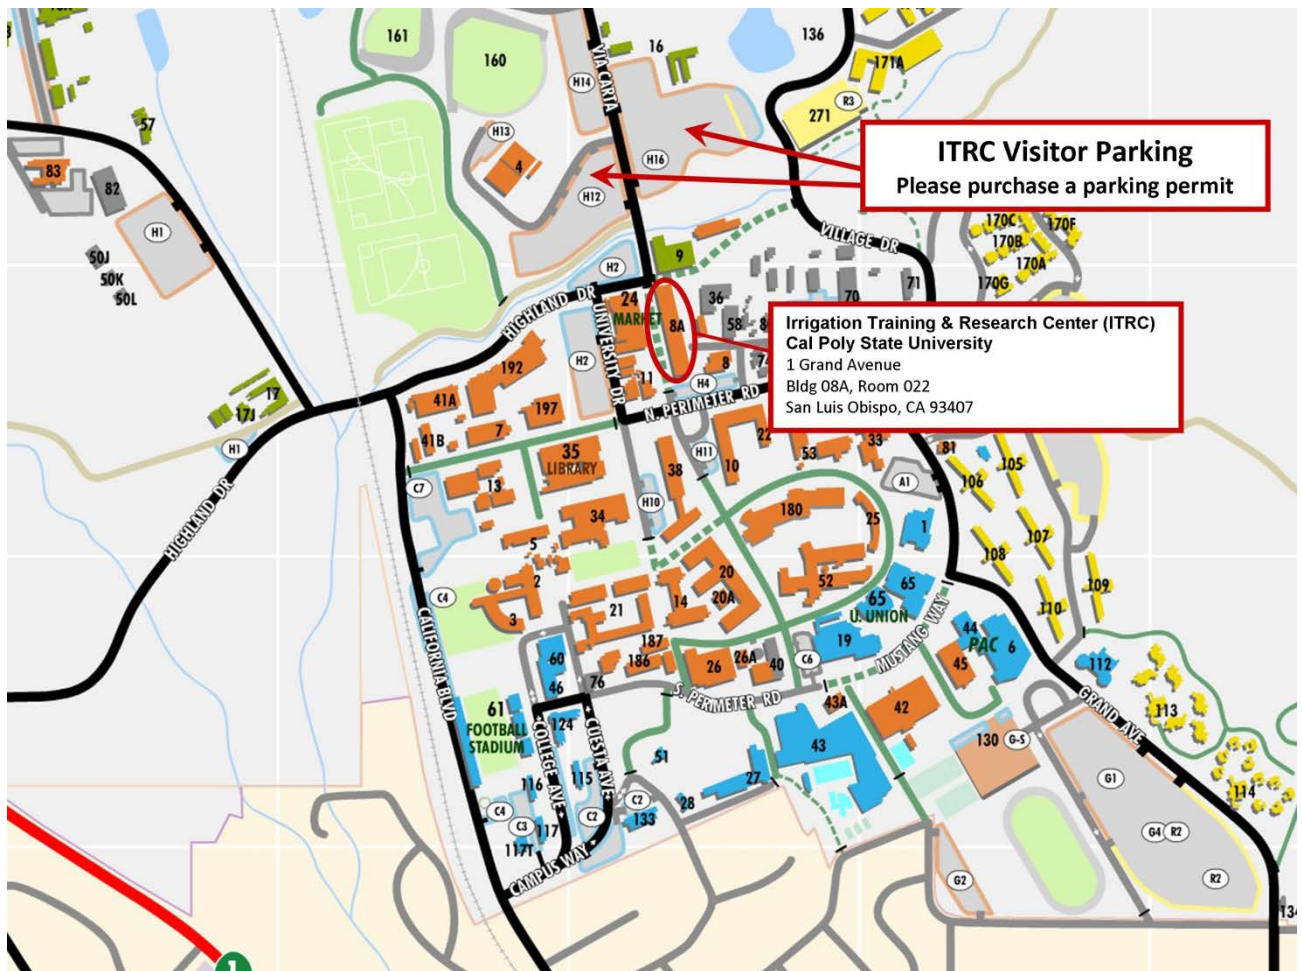 161
160
16
136
171A
VIA CARTA
H14
R3
271
57
H13
4
H16
ITRC Visitor Parking
Please purchase a parking permit
83
82
H12
H1
170C
170F
170B
VILLAGE DR
50J
50K
50L
9
170A
170G
H2
24
MARKET
36
70
71
HIGHLAND DR
UNIVERSITY DR
8A
58
Irrigation Training & Research Center (ITRC)
Cal Poly State University
1 Grand Avenue
Bldg 08A, Room 022
San Luis Obispo, CA 93407
192
H2
8
74
11
H4
17
17J
41A
197
N. PERIMETER RD
H1
41B
7
22
53
33
81
35
LIBRARY
38
H11
10
105
106
C7
13
A1
HIGHLAND DR
34
H10
180
25
1
107
5
108
2
20
52
65
109
C4
20A
65
U. UNION
110
3
21
14
CALIFORNIA BLVD
187
19
MUSTANG WAY
44
PAC
6
60
186
26
26A
40
C6
45
112
46
76
S. PERIMETER RD
43A
42
GRAND AVE
113
61
FOOTBALL
STADIUM
124
COLLEGE AVE
CUESTA AVE
51
43
130
G-S
116
115
27
G1
114
C4
C3
117
C2
C2
28
133
G4
R2
117T
CAMPUS WAY
G2
R2
134
1